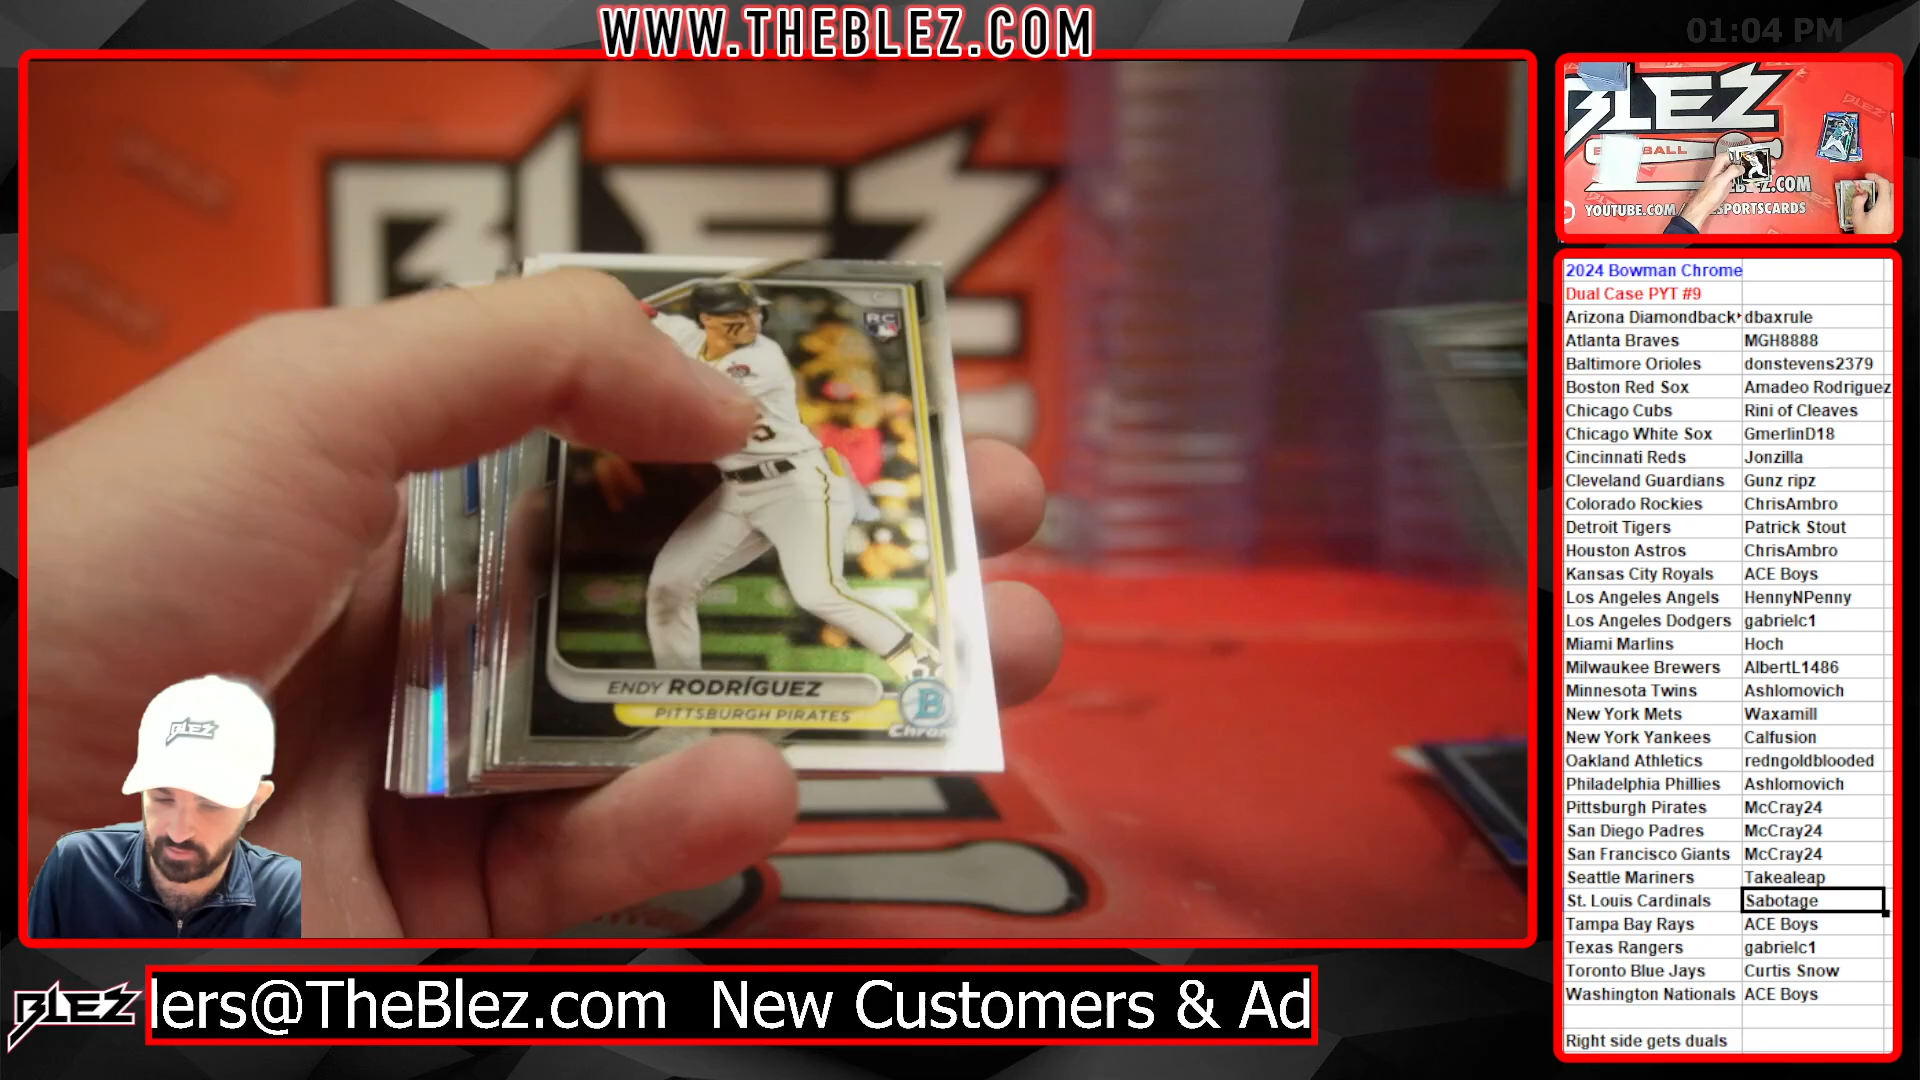 WWW.THEBLEZ.COM
01:04 PM
BLEZ
77
RC
ENDY RODRÍGUEZ
PITTSBURGH PIRATES
B
Chrome
BLEZ
BLEZ
YOUTUBE.COM
SPORTSCARDS
2024 Bowman Chrome
Dual Case PYT #9
Arizona Diamondback dbaxrule
Atlanta Braves MGH8888
Baltimore Orioles donstevens2379
Boston Red Sox Amadeo Rodriguez
Chicago Cubs Rini of Cleaves
Chicago White Sox GmerlinD18
Cincinnati Reds Jonzilla
Cleveland Guardians Gunz ripz
Colorado Rockies ChrisAmbro
Detroit Tigers Patrick Stout
Houston Astros ChrisAmbro
Kansas City Royals ACE Boys
Los Angeles Angels HennyNPenny
Los Angeles Dodgers gabrielc1
Miami Marlins Hoch
Milwaukee Brewers AlbertL1486
Minnesota Twins Ashlomovich
New York Mets Waxamill
New York Yankees Calfusion
Oakland Athletics redngoldblooded
Philadelphia Phillies Ashlomovich
Pittsburgh Pirates McCray24
San Diego Padres McCray24
San Francisco Giants McCray24
Seattle Mariners Takealeap
St. Louis Cardinals Sabotage
Tampa Bay Rays ACE Boys
Texas Rangers gabrielc1
Toronto Blue Jays Curtis Snow
Washington Nationals ACE Boys
Right side gets duals
BLEZ
lers@TheBlez.com New Customers & Ad